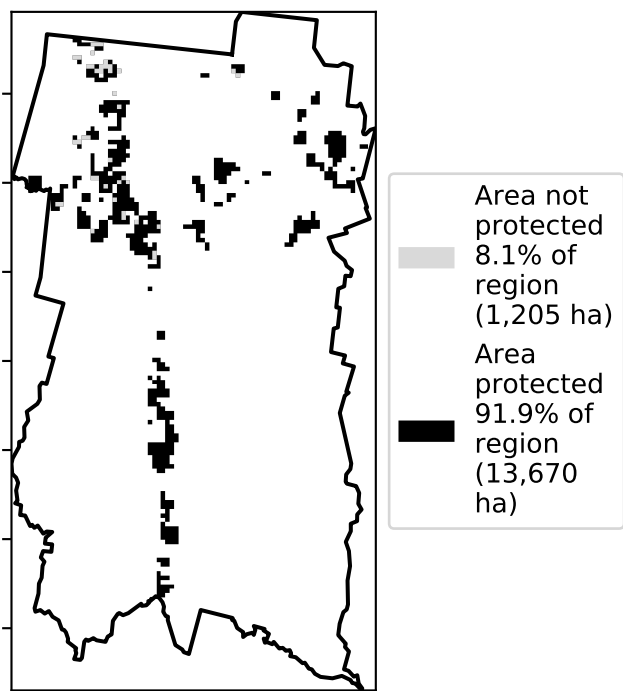 Area not
protected
8.1% of
region
(1,205 ha)
Area
protected
91.9% of
region
(13,670
ha)